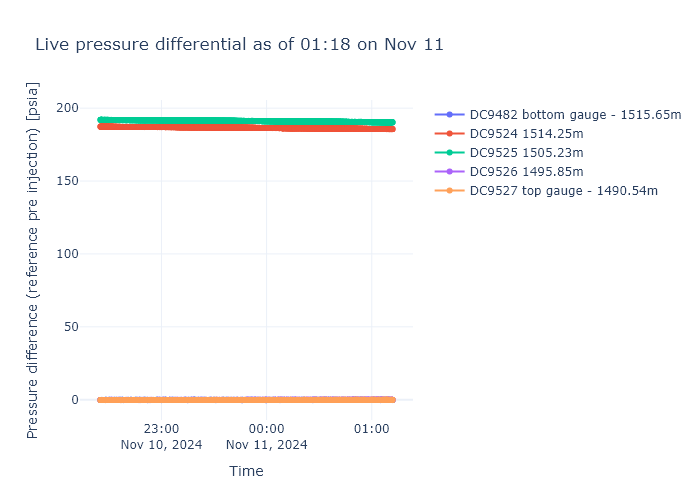 Live pressure differential as of 01:18 on Nov 11
Pressure difference (reference pre injection) [psia]
200
150
100
50
0
23:00
Nov 10, 2024
00:00
Nov 11, 2024
01:00
Time
DC9482 bottom gauge - 1515.65m
DC9524 1514.25m
DC9525 1505.23m
DC9526 1495.85m
DC9527 top gauge - 1490.54m